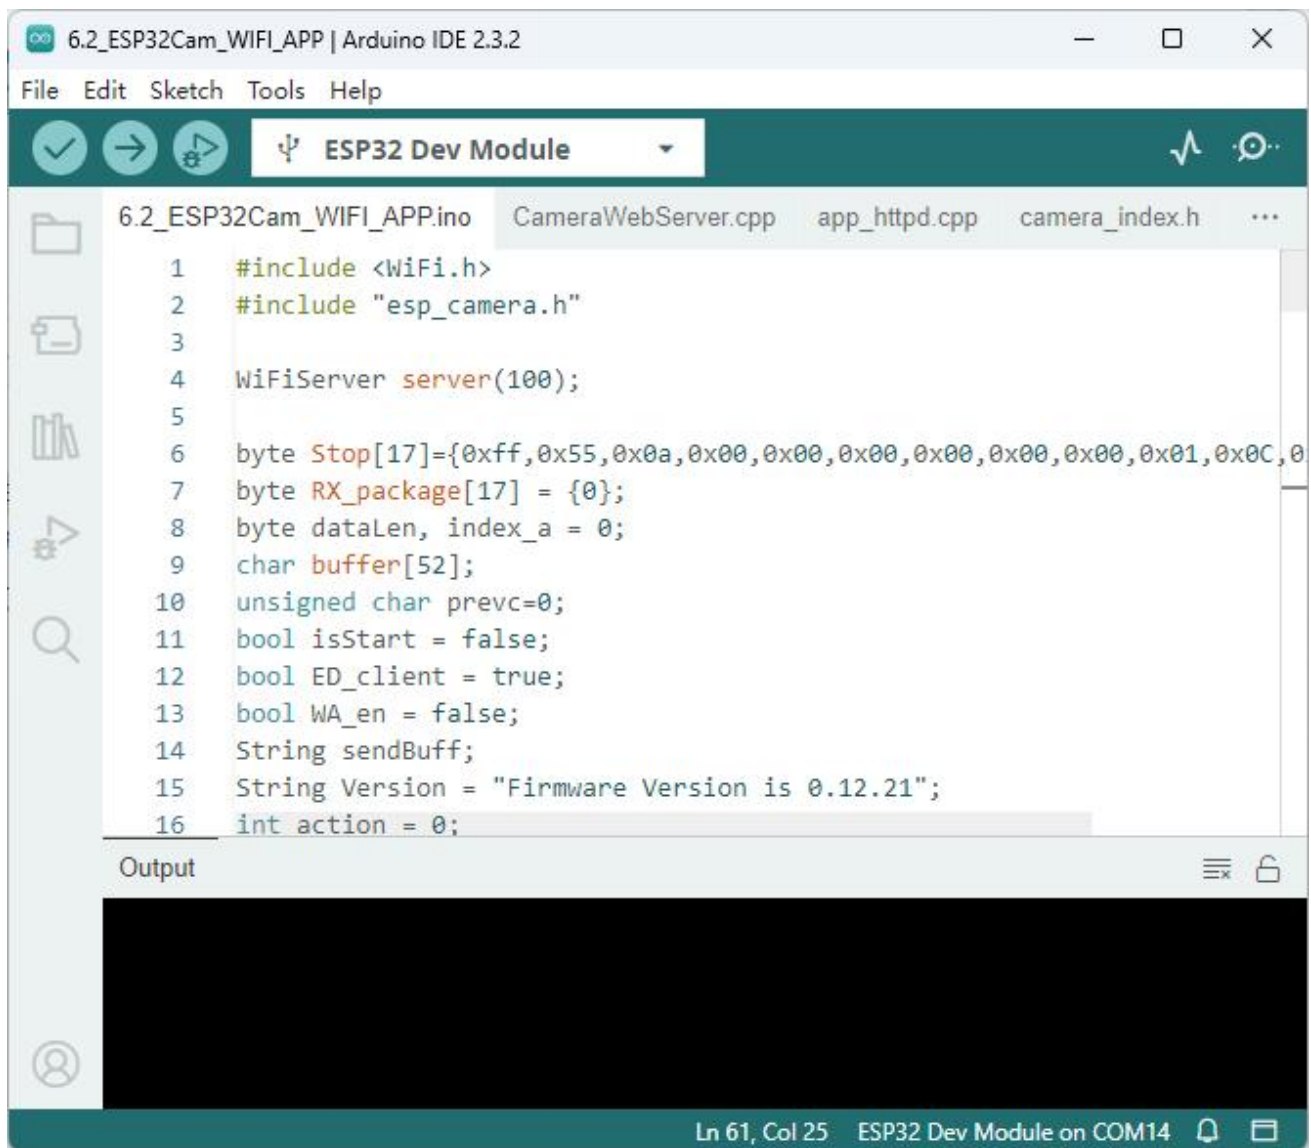 6.2_ESP32Cam_WIFI_APP | Arduino IDE 2.3.2
File Edit Sketch Tools Help
ESP32 Dev Module
6.2_ESP32Cam_WIFI_APP.ino CameraWebServer.cpp app_httpd.cpp camera_index.h ...
1 #include <WiFi.h>
2 #include "esp_camera.h"
3
4 WiFiServer server(100);
5
6 byte Stop[17]={0xff,0x55,0x0a,0x00,0x00,0x00,0x00,0x00,0x00,0x01,0x0C,0
7 byte RX_package[17] = {0};
8 byte dataLen, index_a = 0;
9 char buffer[52];
10 unsigned char prevc=0;
11 bool isStart = false;
12 bool ED_client = true;
13 bool WA_en = false;
14 String sendBuff;
15 String Version = "Firmware Version is 0.12.21";
16 int action = 0;
Output
Ln 61, Col 25 ESP32 Dev Module on COM14